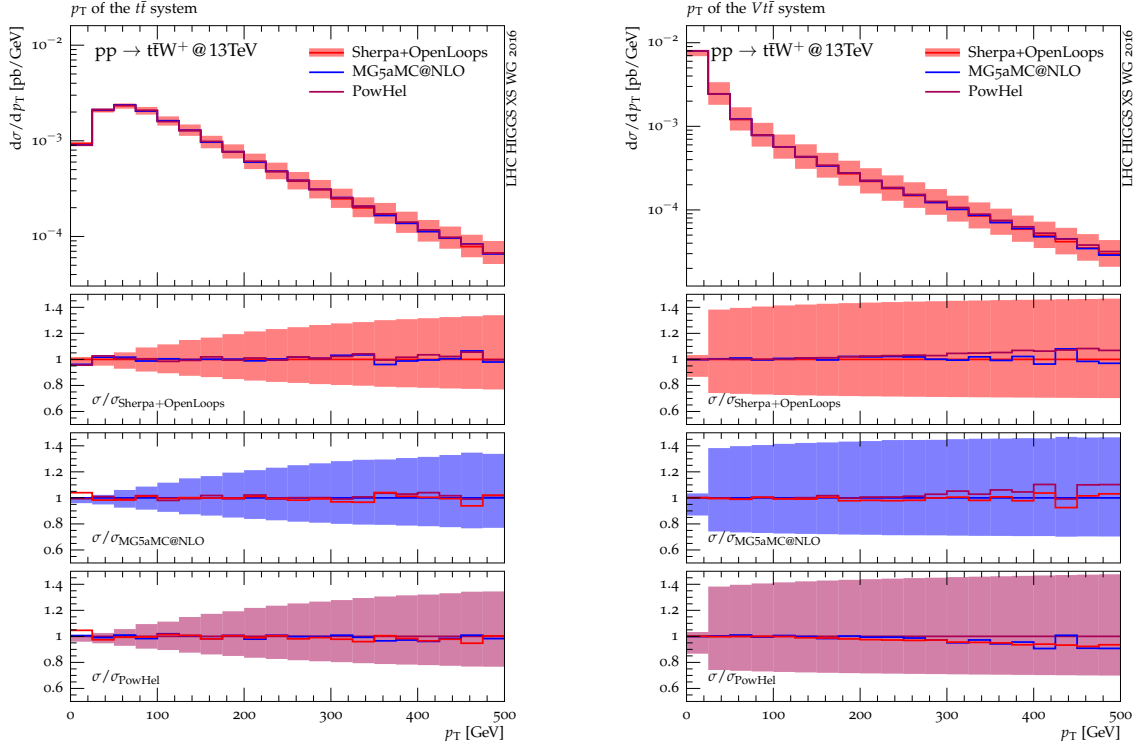 p_T of the tt̄ system
pp → tt̄W⁺ @ 13TeV
Sherpa+OpenLoops
MG5aMC@NLO
PowHel
LHC HIGGS XS WG 2016
dσ/dp_T [pb/GeV]
10⁻²
10⁻³
10⁻⁴
1.4
1.2
1
0.8
0.6
σ/σ_Sherpa+OpenLoops
1.4
1.2
1
0.8
0.6
σ/σ_MG5aMC@NLO
1.4
1.2
1
0.8
0.6
σ/σ_PowHel
0 100 200 300 400 500
p_T [GeV]
p_T of the Vtt̄ system
pp → tt̄W⁺ @ 13TeV
Sherpa+OpenLoops
MG5aMC@NLO
PowHel
LHC HIGGS XS WG 2016
dσ/dp_T [pb/GeV]
10⁻²
10⁻³
10⁻⁴
1.4
1.2
1
0.8
0.6
σ/σ_Sherpa+OpenLoops
1.4
1.2
1
0.8
0.6
σ/σ_MG5aMC@NLO
1.4
1.2
1
0.8
0.6
σ/σ_PowHel
0 100 200 300 400 500
p_T [GeV]